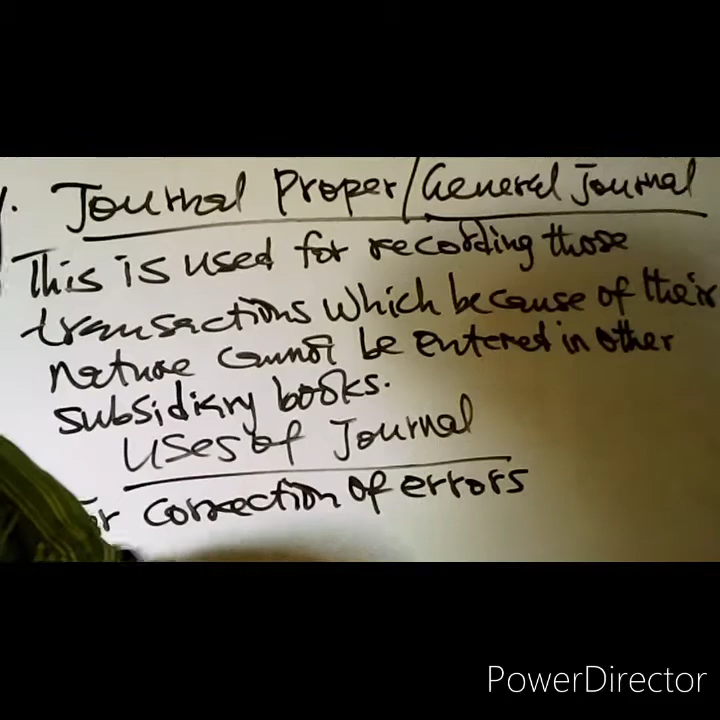 . Journal Proper/General Journal
This is used for recording those
transactions which because of their
nature cannot be entered in other
subsidiary books.
Uses of Journal
correction of errors
PowerDirector